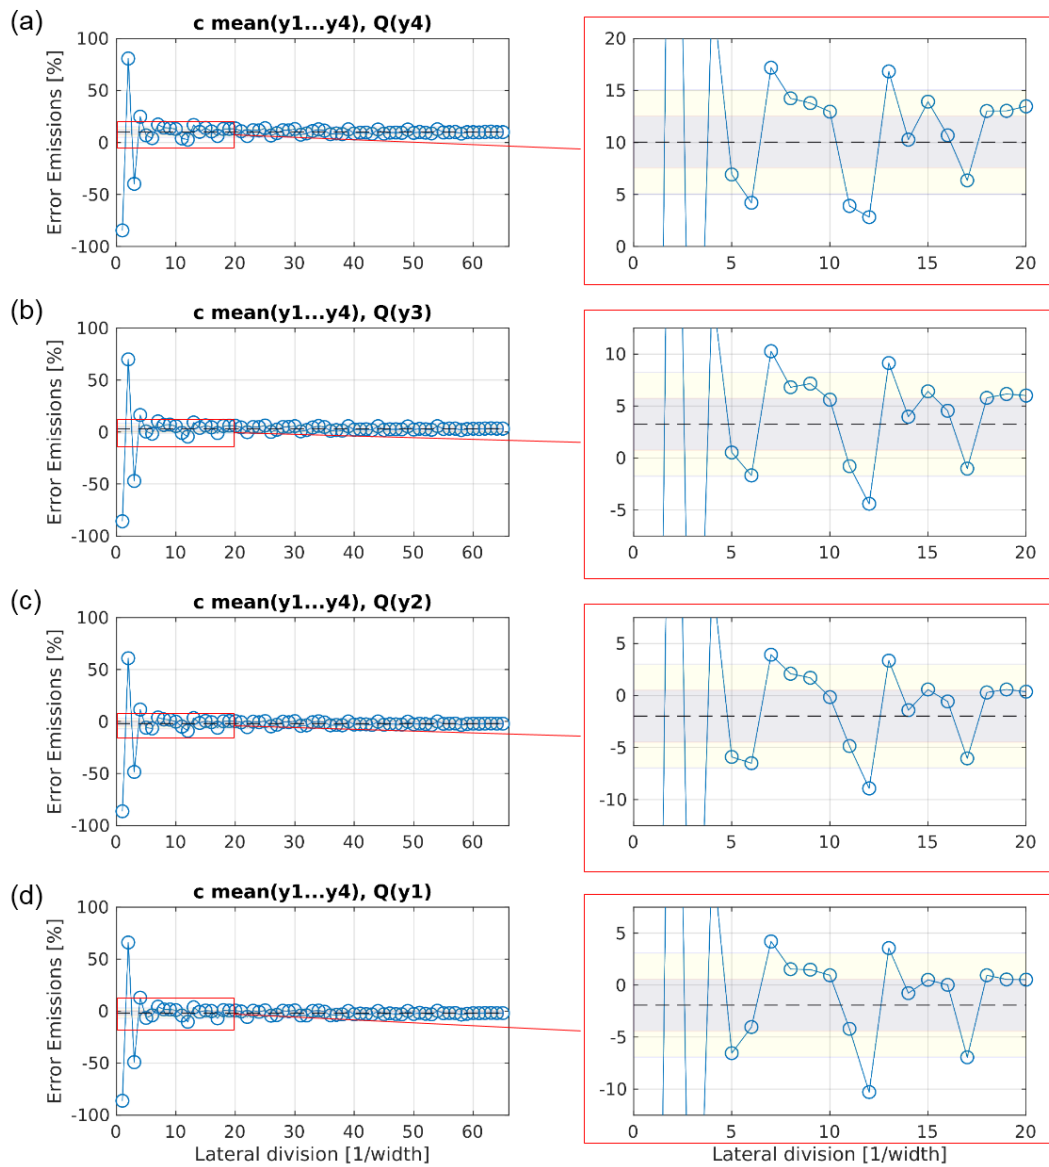 (a)
c mean(y1...y4), Q(y4)
Error Emissions [%]
100
50
0
-50
-100
0 10 20 30 40 50 60
20
15
10
5
0
0 5 10 15 20
(b)
c mean(y1...y4), Q(y3)
Error Emissions [%]
100
50
0
-50
-100
0 10 20 30 40 50 60
10
5
0
-5
0 5 10 15 20
(c)
c mean(y1...y4), Q(y2)
Error Emissions [%]
100
50
0
-50
-100
0 10 20 30 40 50 60
5
0
-5
-10
0 5 10 15 20
(d)
c mean(y1...y4), Q(y1)
Error Emissions [%]
100
50
0
-50
-100
0 10 20 30 40 50 60
Lateral division [1/width]
5
0
-5
-10
0 5 10 15 20
Lateral division [1/width]